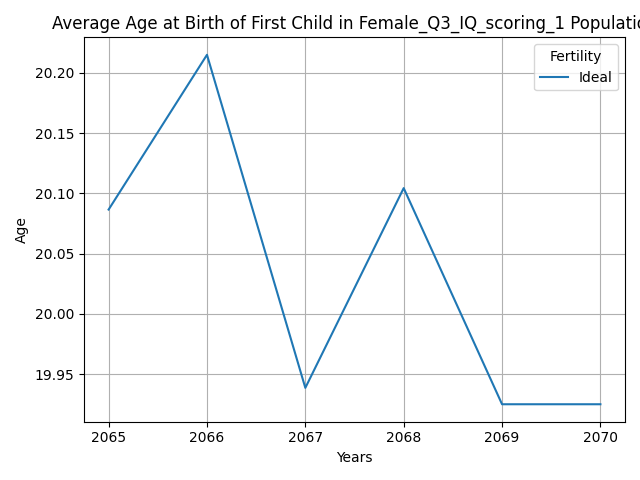 Average Age at Birth of First Child in Female_Q3_IQ_scoring_1 Populatio
Fertility
Ideal
20.20
20.15
20.10
20.05
20.00
19.95
Age
2065 2066 2067 2068 2069 2070
Years